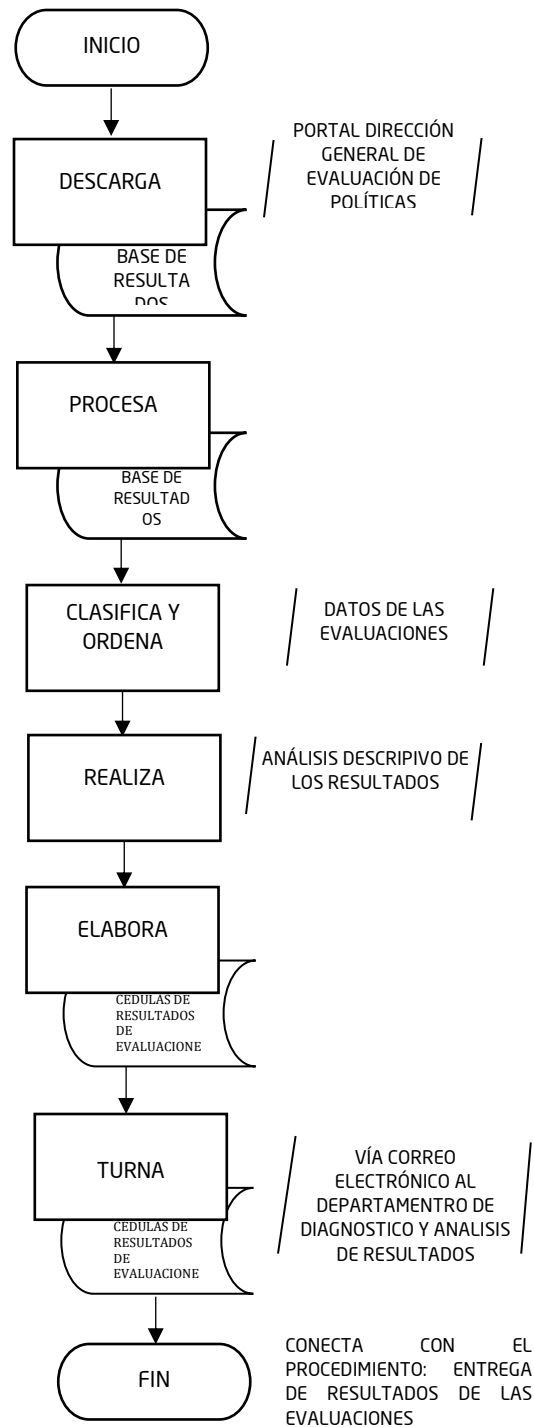 INICIO
PORTAL DIRECCIÓN
GENERAL DE
EVALUACIÓN DE
POLÍTICAS
DESCARGA
BASE DE
RESULTA
DOS
PROCESA
BASE DE
RESULTAD
OS
CLASIFICA Y
ORDENA
DATOS DE LAS
EVALUACIONES
REALIZA
ANÁLISIS DESCRIPIVO DE
LOS RESULTADOS
ELABORA
CEDULAS DE
RESULTADOS
DE
EVALUACIONE
TURNA
VÍA CORREO
ELECTRÓNICO AL
DEPARTAMENTRO DE
DIAGNOSTICO Y ANALISIS
DE RESULTADOS
CEDULAS DE
RESULTADOS
DE
EVALUACIONE
FIN
CONECTA CON EL
PROCEDIMIENTO: ENTREGA
DE RESULTADOS DE LAS
EVALUACIONES